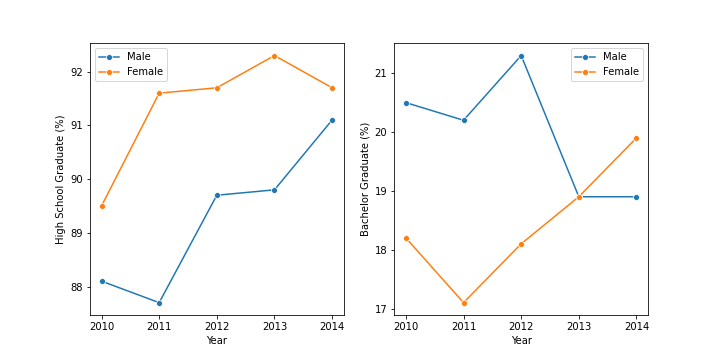 Male
Female
High School Graduate (%)
92
91
90
89
88
2010 2011 2012 2013 2014
Year
Male
Female
Bachelor Graduate (%)
21
20
19
18
17
2010 2011 2012 2013 2014
Year